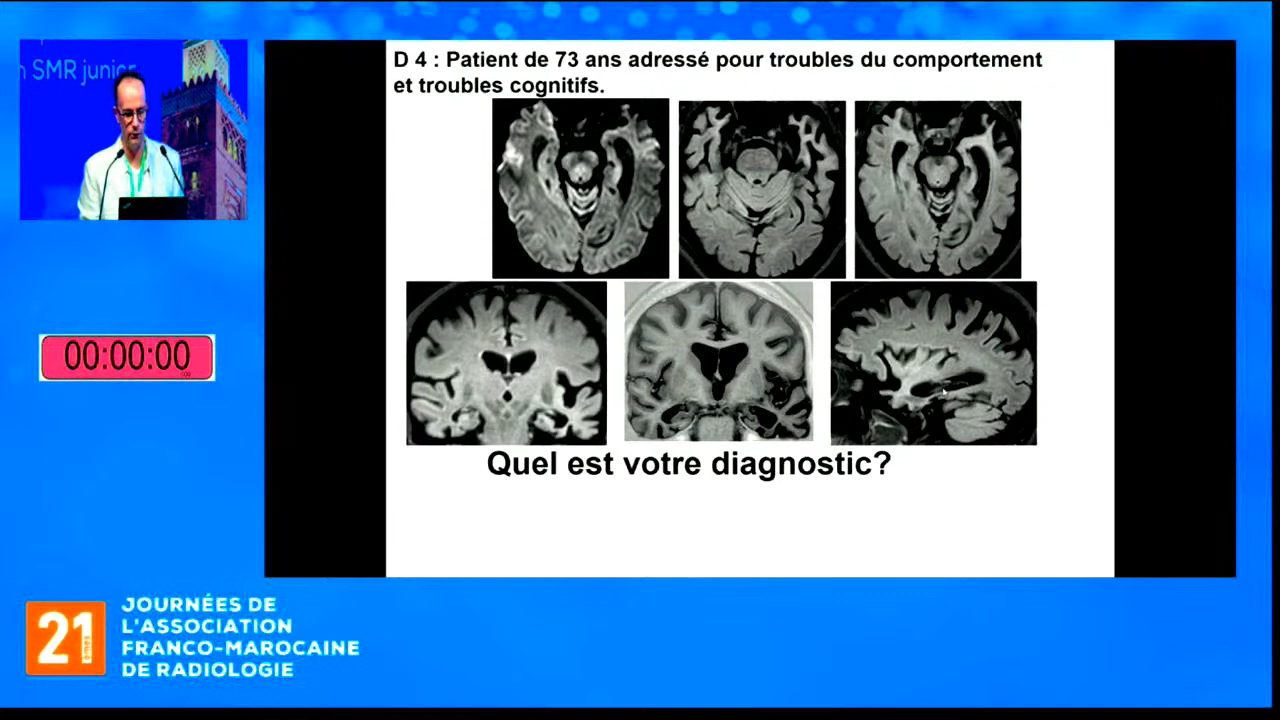 n SMR junior
D 4 : Patient de 73 ans adressé pour troubles du comportement
et troubles cognitifs.
00:00:00
Quel est votre diagnostic?
21
èmes
JOURNÉES DE
L'ASSOCIATION
FRANCO-MAROCAINE
DE RADIOLOGIE